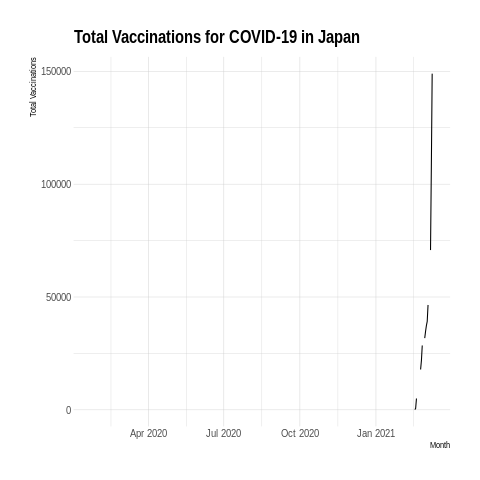 Total Vaccinations for COVID-19 in Japan
Total Vaccinations
150000
100000
50000
0
Apr 2020
Jul 2020
Oct 2020
Jan 2021
Month